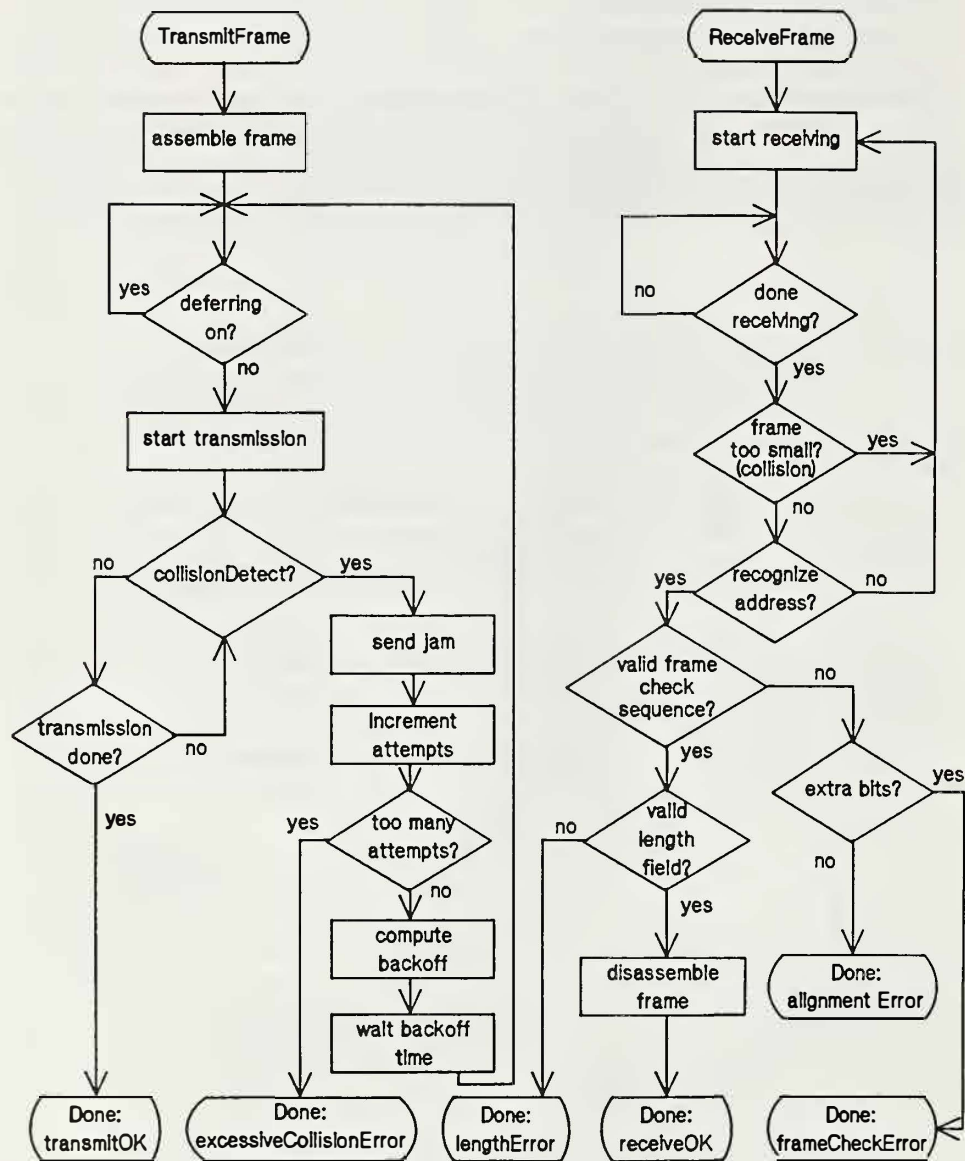 TransmitFrame
assemble frame
yes
deferring
on?
no
start transmission
no
collisionDetect?
yes
send jam
increment
attempts
transmission
done?
no
yes
yes
too many
attempts?
no
compute
backoff
wait backoff
time
Done:
transmitOK
Done:
excessiveCollisionError
ReceiveFrame
start receiving
no
done
receiving?
yes
frame
too small?
(collision)
yes
no
yes
recognize
address?
no
valid frame
check
sequence?
no
yes
extra bits?
yes
no
no
valid
length
field?
yes
disassemble
frame
Done:
alignment Error
Done:
lengthError
Done:
receiveOK
Done:
frameCheckError